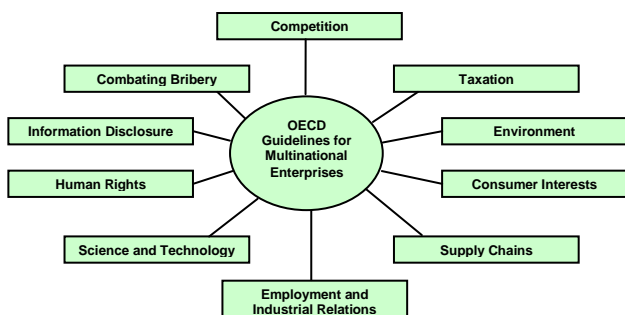 Competition
Combating Bribery
Taxation
OECD
Guidelines for
Multinational
Enterprises
Information Disclosure
Environment
Human Rights
Consumer Interests
Science and Technology
Supply Chains
Employment and
Industrial Relations